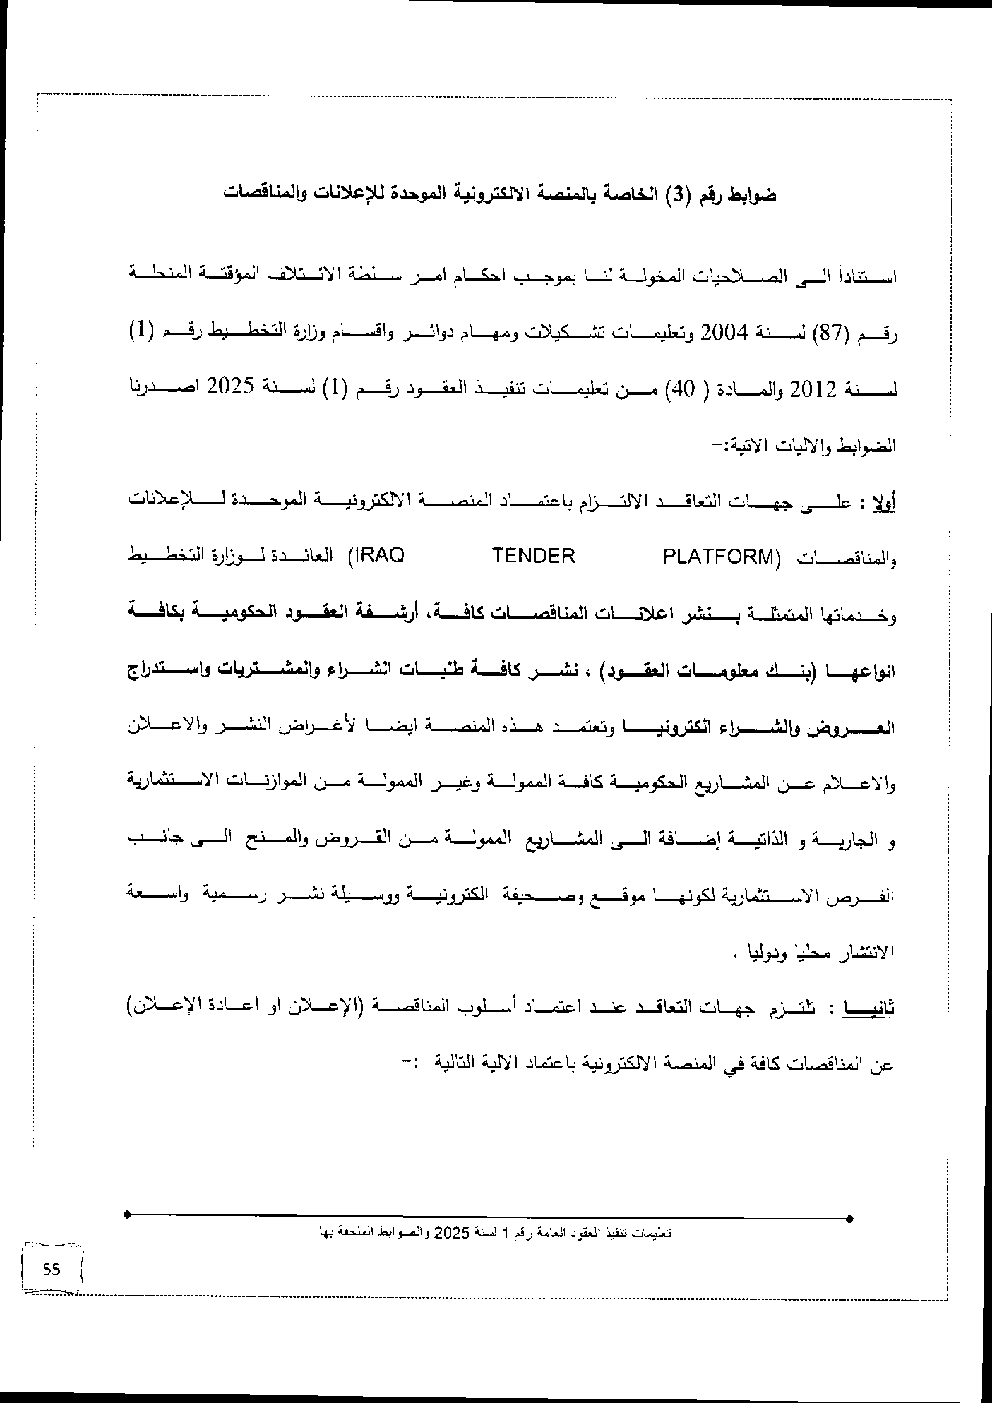 ضوابط رقم (3) الخاصة بالمنصة الالكترونية الموحدة للإعلانات والمناقصات
استناداً الى الصلاحيات المخولة لنا بموجب احكام امر سلطة الائتلاف المؤقتة المنحلة
رقم (87) لسنة 2004 وتعليمات تشكيلات ومهام دوائر واقسام وزارة التخطيط رقم (1)
لسنة 2012 والمادة ( 40) من تعليمات تنفيذ العقود رقم (1) لسنة 2025 اصدرنا
الضوابط والاليات الاتية:-
أولا : على جهات التعاقد الالتزام باعتماد المنصة الالكترونية الموحدة للإعلانات
والمناقصات (IRAQ TENDER PLATFORM) العائدة لوزارة التخطيط
وخدماتها المتمثلة بنشر اعلانات المناقصات كافة، أرشفة العقود الحكومية بكافة
انواعها (بنك معلومات العقود) ، نشر كافة طلبات الشراء والمشتريات واستدراج
العروض والشراء الكترونيا وتعتمد هذه المنصة ايضا لأغراض النشر والاعلان
والاعلام عن المشاريع الحكومية كافة الممولة وغير الممولة من الموازنات الاستثمارية
و الجارية و الذاتية إضافة الى المشاريع الممولة من القروض والمنح الى جانب
الفرص الاستثمارية لكونها موقع وصحيفة الكترونية ووسيلة نشر رسمية واسعة
الانتشار محليا ودوليا .
ثانيا : تلتزم جهات التعاقد عند اعتماد أسلوب المناقصة (الإعلان او اعادة الإعلان)
عن المناقصات كافة في المنصة الالكترونية باعتماد الالية التالية :-
تعليمات تنفيذ العقود العامة رقم 1 لسنة 2025 والضوابط الملحقة بها
55